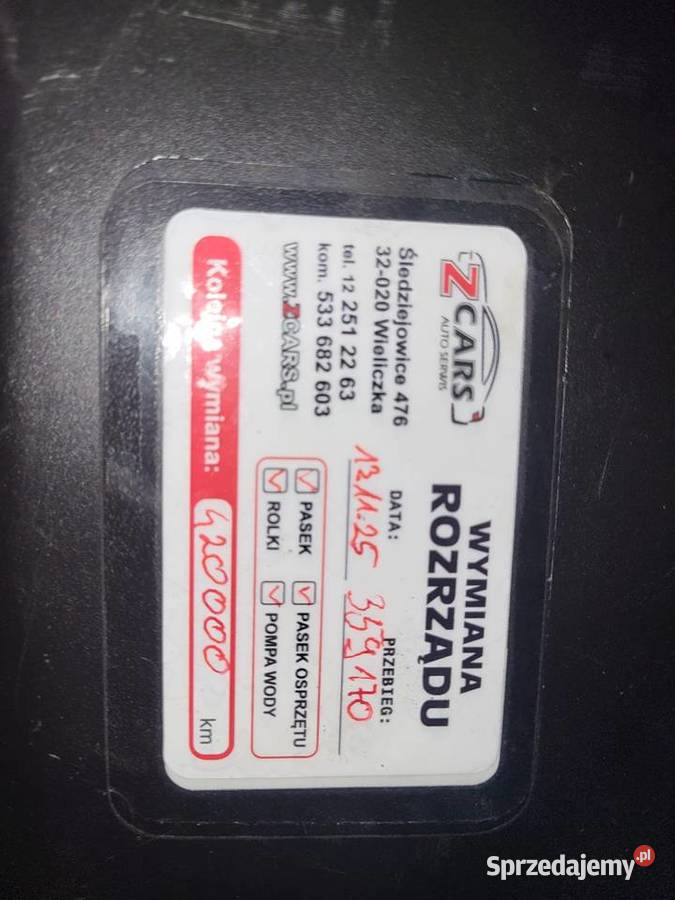 ZCARS
AUTO SERWIS
Śledziejowice 476
32-020 Wieliczka
tel. 12 251 22 63
kom. 533 682 603
www.ZCARS.pl
WYMIANA
ROZRZĄDU
DATA: PRZEBIEG:
13.11.25 359170
PASEK PASEK OSPRZĘTU
ROLKI POMPA WODY
Kolejna wymiana: 420000 km
Sprzedajemy.pl